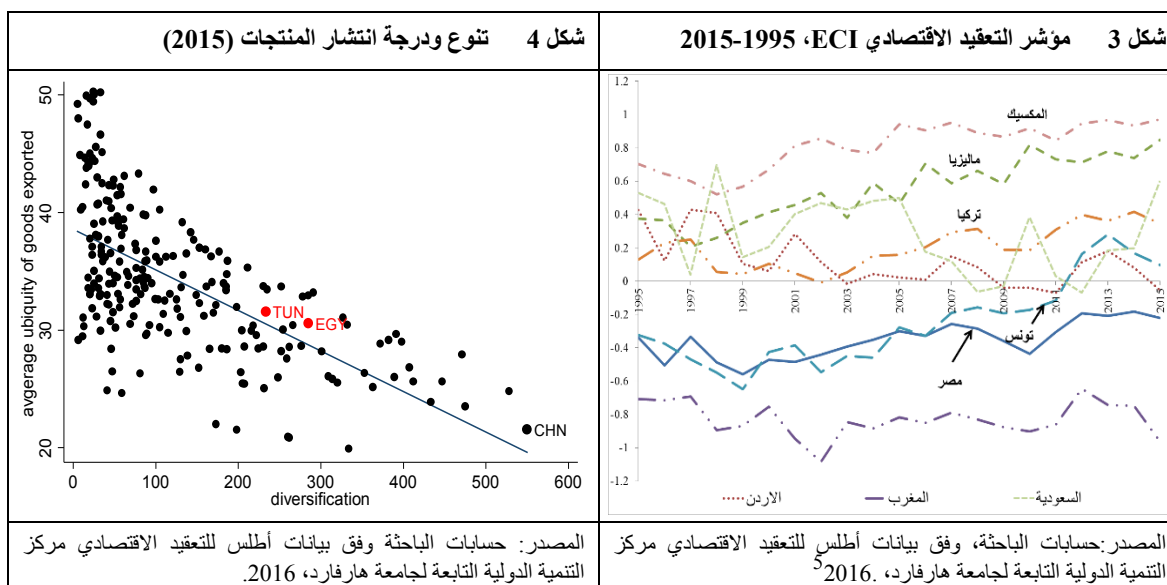 شكل 3 مؤشر التعقيد الاقتصادي ECI، 1995-2015
1.2
1
0.8
0.6
0.4
0.2
0
-0.2
-0.4
-0.6
-0.8
-1
-1.2
1995
1997
1999
2001
2003
2005
2007
2009
2011
2013
2015
المكسيك
ماليزيا
تركيا
تونس
مصر
الاردن
المغرب
السعودية
المصدر:حسابات الباحثة، وفق بيانات أطلس للتعقيد الاقتصادي مركز
التنمية الدولية التابعة لجامعة هارفارد، 2016.5
شكل 4 تنوع ودرجة انتشار المنتجات (2015)
avgerage ubiquity of goods exported
50
40
30
20
TUN
EGY
CHN
0 100 200 300 400 500 600
diversification
المصدر: حسابات الباحثة وفق بيانات أطلس للتعقيد الاقتصادي مركز
التنمية الدولية التابعة لجامعة هارفارد، 2016.